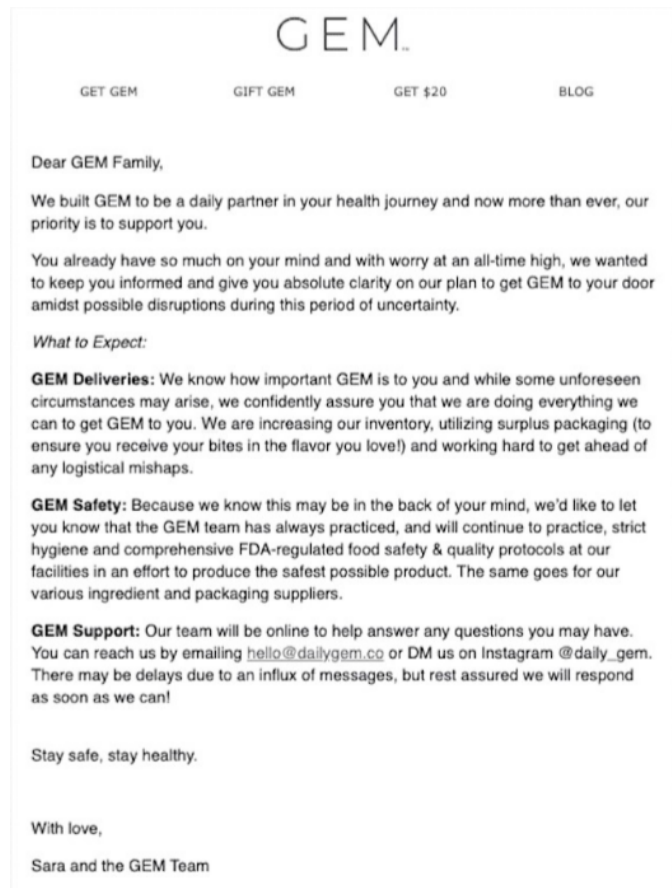 GEM™
GET GEM GIFT GEM GET $20 BLOG
Dear GEM Family,
We built GEM to be a daily partner in your health journey and now more than ever, our
priority is to support you.
You already have so much on your mind and with worry at an all-time high, we wanted
to keep you informed and give you absolute clarity on our plan to get GEM to your door
amidst possible disruptions during this period of uncertainty.
What to Expect:
GEM Deliveries: We know how important GEM is to you and while some unforeseen
circumstances may arise, we confidently assure you that we are doing everything we
can to get GEM to you. We are increasing our inventory, utilizing surplus packaging (to
ensure you receive your bites in the flavor you love!) and working hard to get ahead of
any logistical mishaps.
GEM Safety: Because we know this may be in the back of your mind, we'd like to let
you know that the GEM team has always practiced, and will continue to practice, strict
hygiene and comprehensive FDA-regulated food safety & quality protocols at our
facilities in an effort to produce the safest possible product. The same goes for our
various ingredient and packaging suppliers.
GEM Support: Our team will be online to help answer any questions you may have.
You can reach us by emailing hello@dailygem.co or DM us on Instagram @daily_gem.
There may be delays due to an influx of messages, but rest assured we will respond
as soon as we can!
Stay safe, stay healthy.
With love,
Sara and the GEM Team